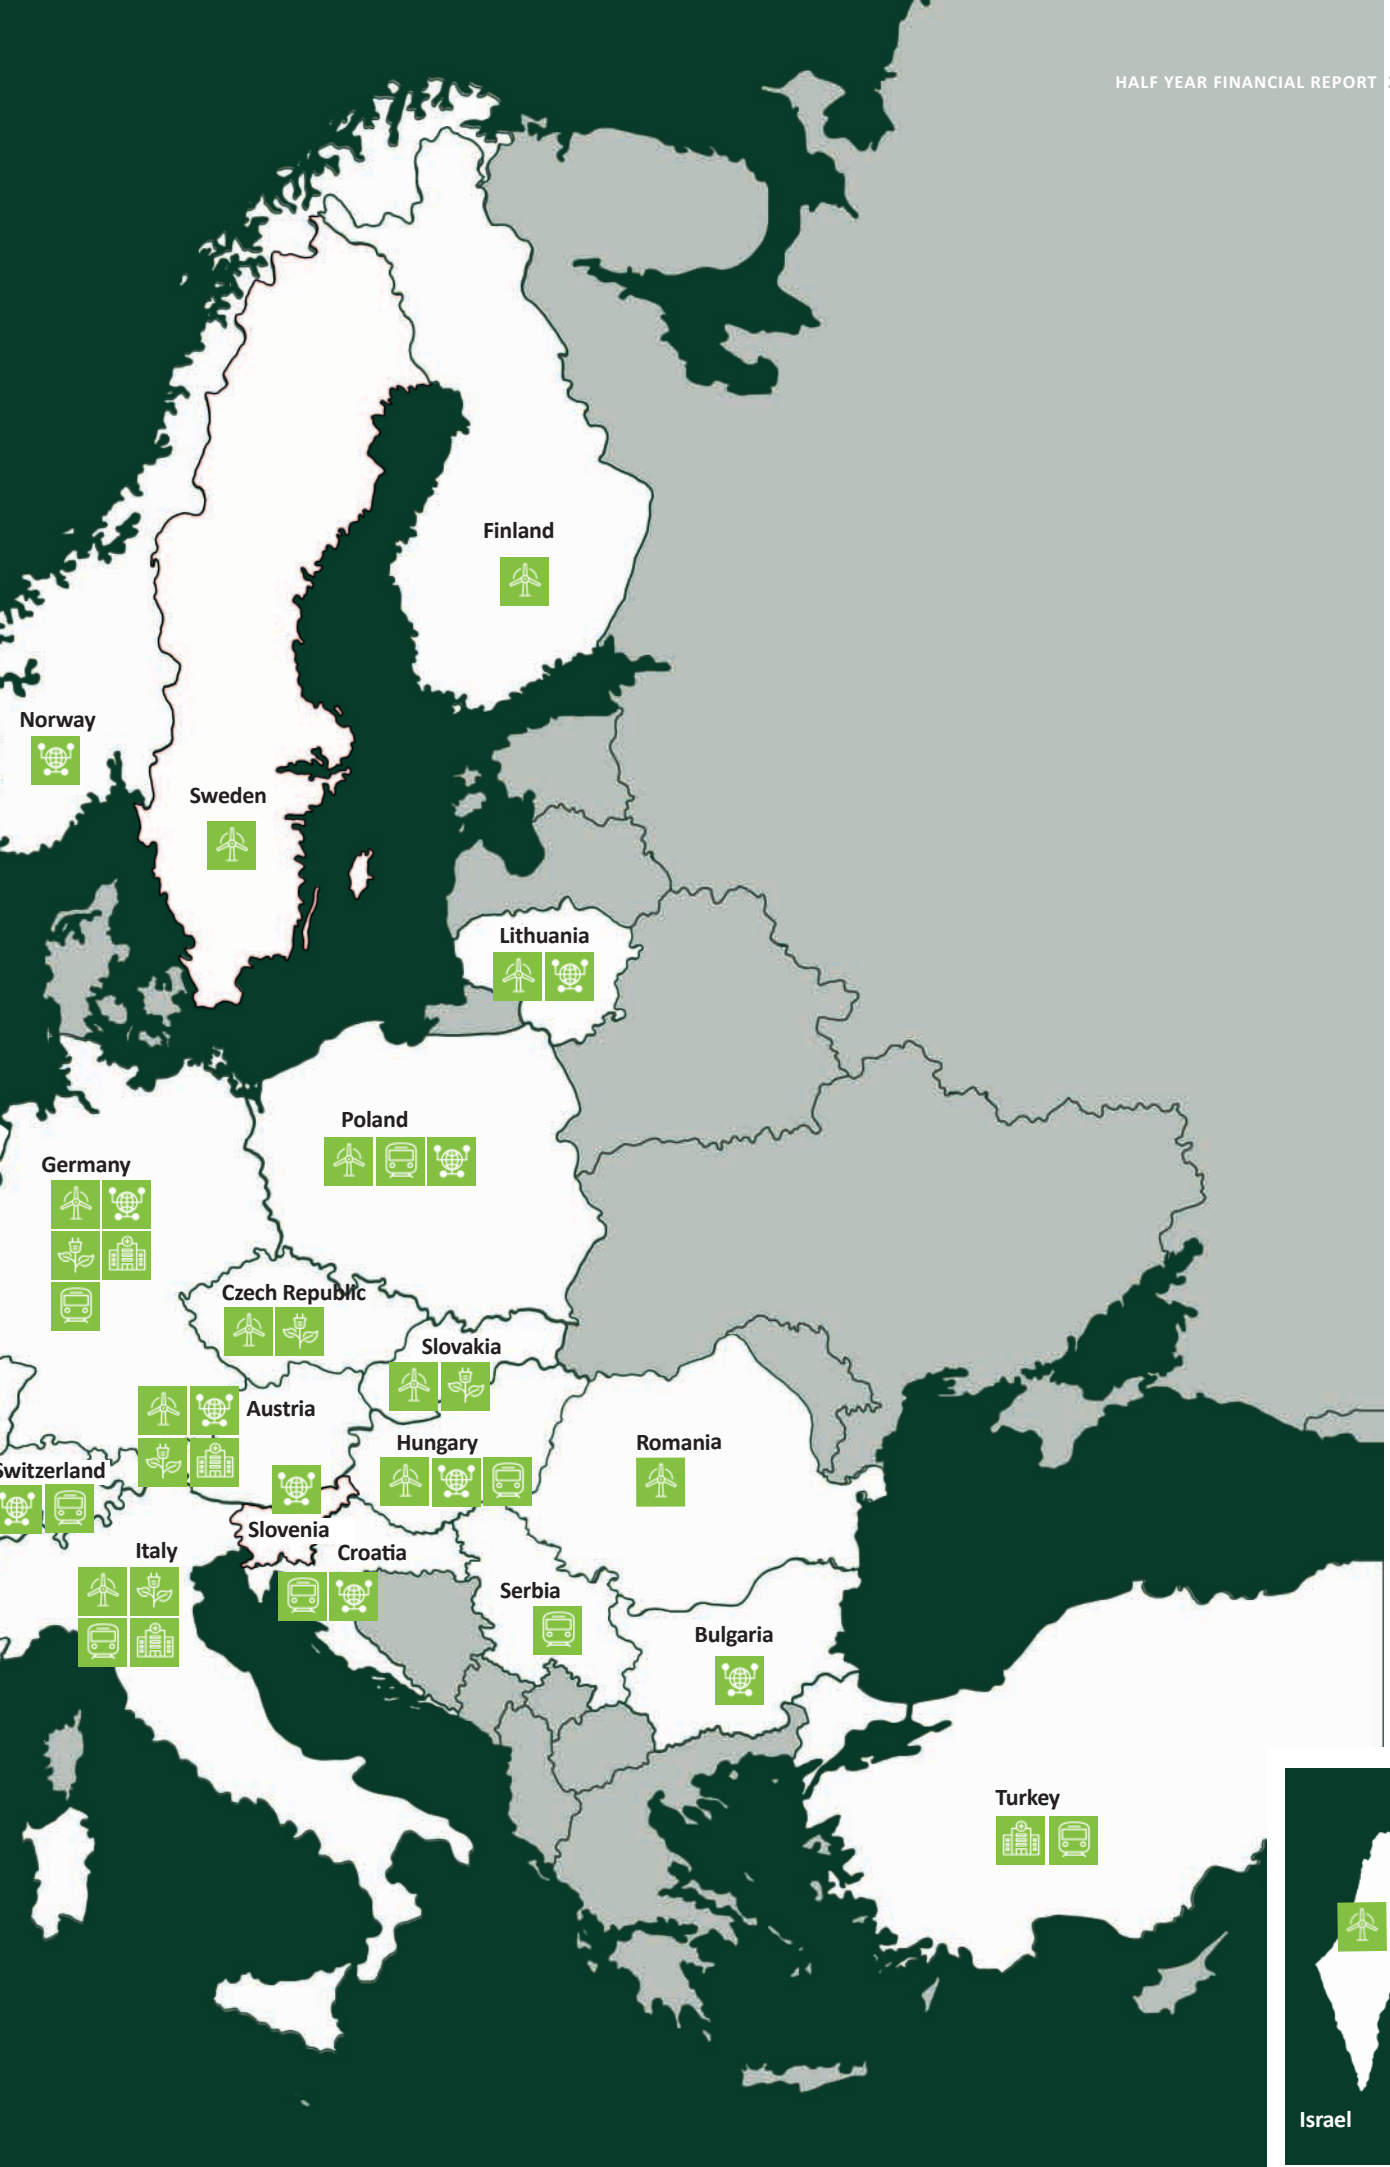 HALF YEAR FINANCIAL REPORT
Finland
Norway
Sweden
Lithuania
Poland
Germany
Czech Republic
Slovakia
Austria
Hungary
Romania
Switzerland
Slovenia
Italy
Croatia
Serbia
Bulgaria
Turkey
Israel